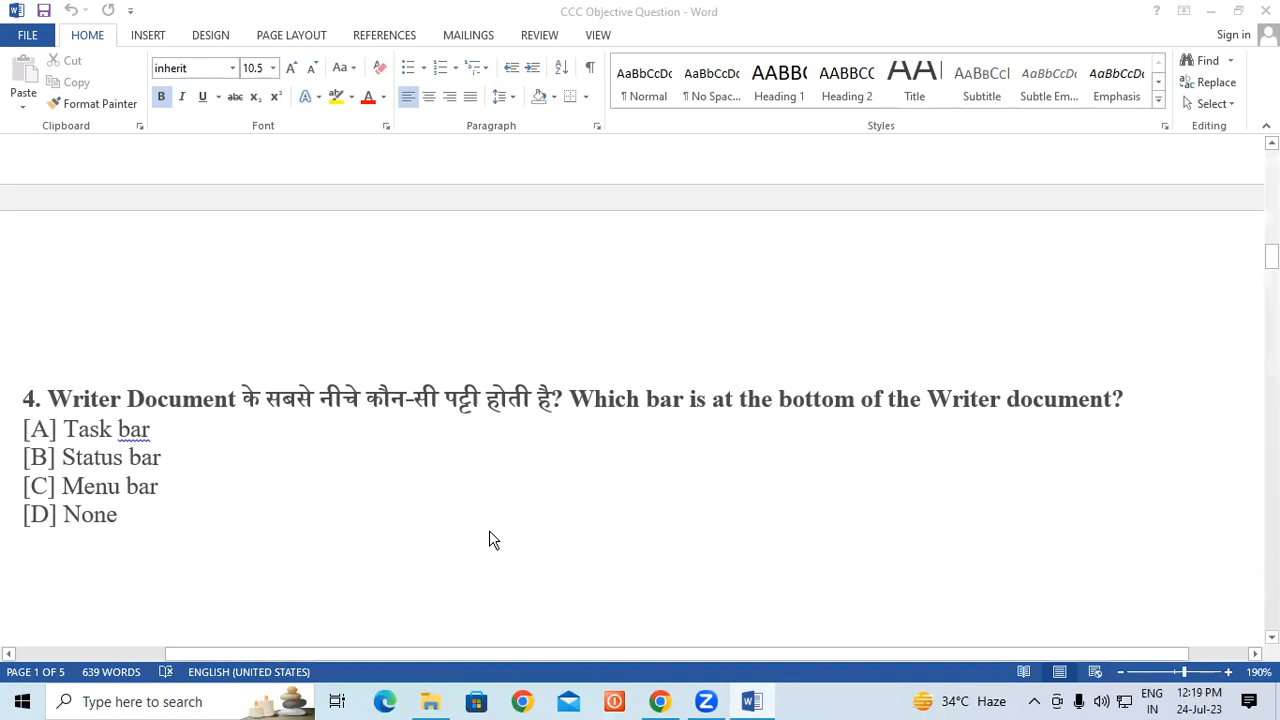 CCC Objective Question - Word
Sign in
FILE HOME INSERT DESIGN PAGE LAYOUT REFERENCES MAILINGS REVIEW VIEW
Paste Cut Copy Format Painter
Clipboard
inherit 10.5
Font
Paragraph
AaBbCcDc AaBbCcDc AABBC AABBCC AAB AaBbCcD AaBbCcDc AaBbCcDc
¶ Normal ¶ No Spac... Heading 1 Heading 2 Title Subtitle Subtle Em... Emphasis
Styles
Find Replace Select
Editing
4. Writer Document के सबसे नीचे कौन-सी पट्टी होती है? Which bar is at the bottom of the Writer document?
[A] Task bar
[B] Status bar
[C] Menu bar
[D] None
PAGE 1 OF 5 639 WORDS ENGLISH (UNITED STATES) 190%
Type here to search 34°C Haze ENG IN 12:19 PM 24-Jul-23